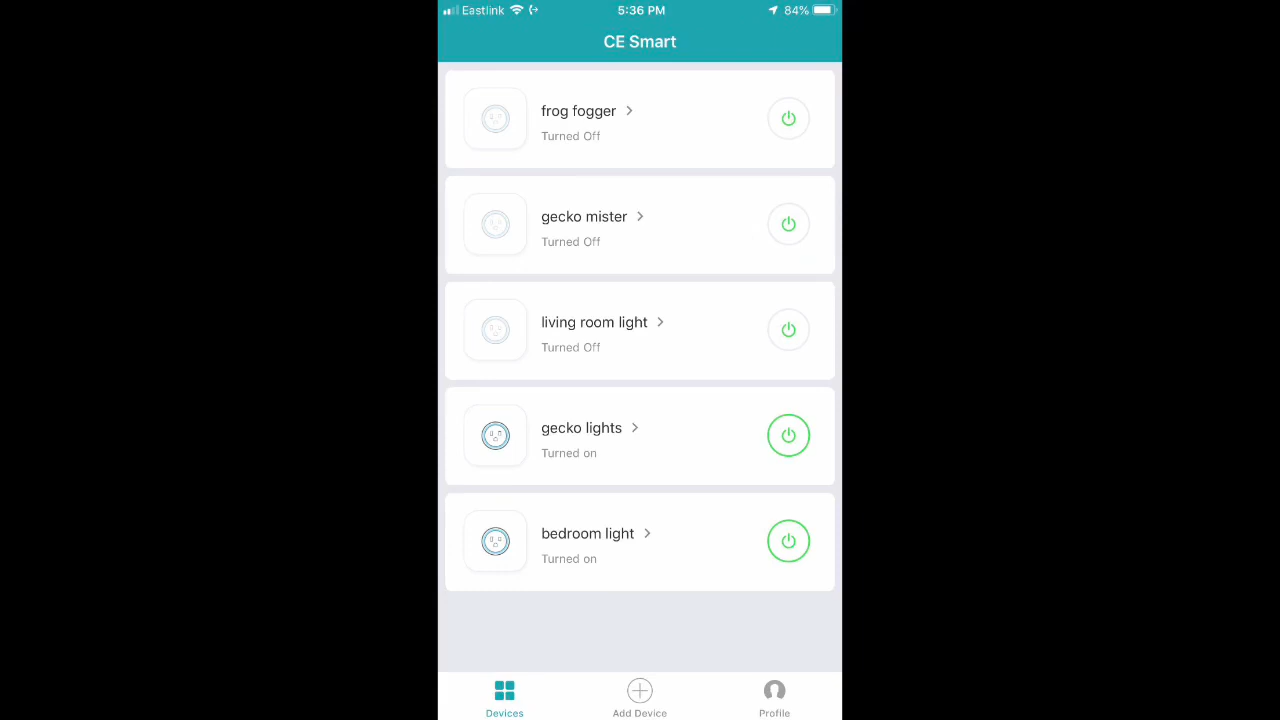 Eastlink 5:36 PM 84%
CE Smart
frog fogger
Turned Off
gecko mister
Turned Off
living room light
Turned Off
gecko lights
Turned on
bedroom light
Turned on
Devices Add Device Profile